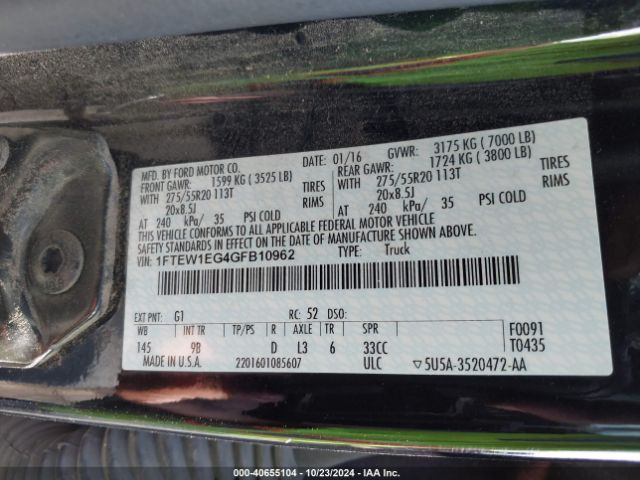 MFD. BY FORD MOTOR CO.
DATE: 01/16 GVWR: 3175 KG ( 7000 LB)
FRONT GAWR: 1599 KG ( 3525 LB)
REAR GAWR: 1724 KG ( 3800 LB)
WITH 275/55R20 113T TIRES
WITH 275/55R20 113T TIRES
20x8.5J RIMS
20x8.5J RIMS
AT 240 kPa/ 35 PSI COLD
AT 240 kPa/ 35 PSI COLD
THIS VEHICLE CONFORMS TO ALL APPLICABLE FEDERAL MOTOR VEHICLE
SAFETY STANDARDS IN EFFECT ON THE DATE OF MANUFACTURE SHOWN ABOVE.
VIN: 1FTEW1EG4GFB10962
TYPE: Truck
EXT PNT: G1 RC: 52 DSO:
WB INT TR TP/PS R AXLE TR SPR
145 9B D L3 6 33CC
F0091
T0435
MADE IN U.S.A. 2201601085607 ULC 5U5A-3520472-AA
000-40655104 - 10/23/2024 - IAA Inc.